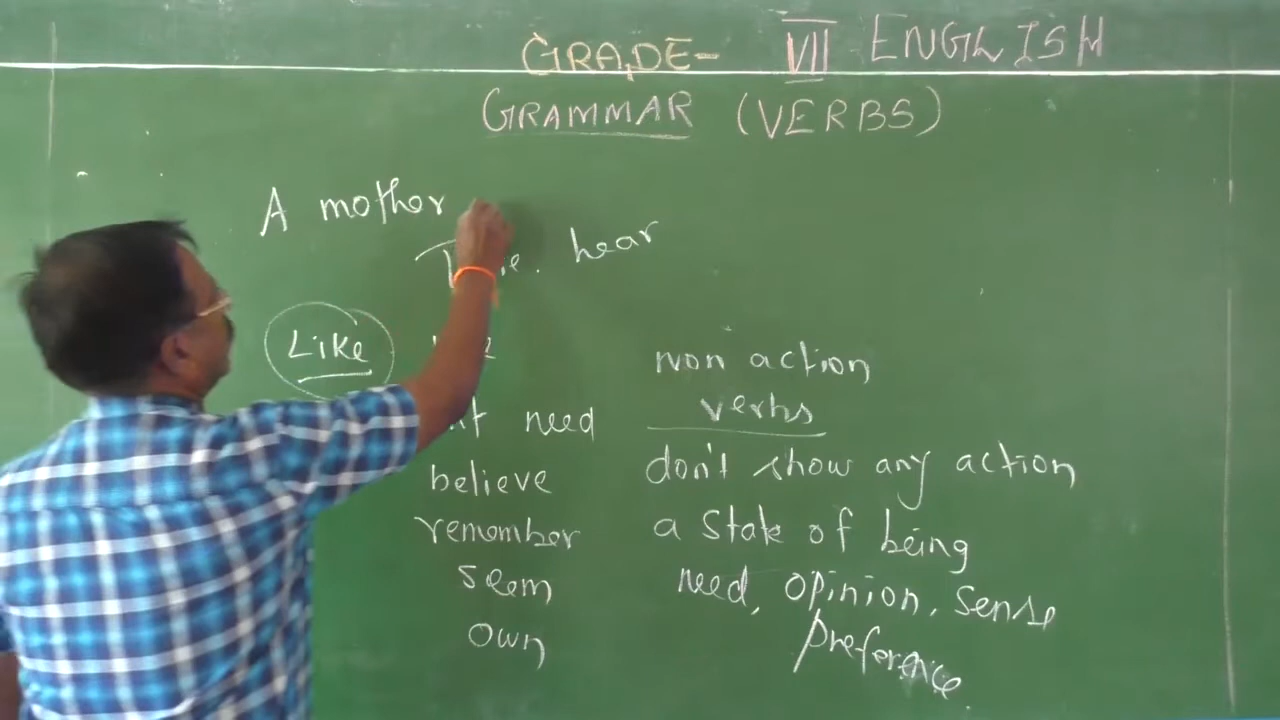 GRADE- VII ENGLISH
GRAMMAR (VERBS)
A mother
hear
Like
non action
need
verbs
believe
don't show any action
remember
a state of being
seem
need, opinion, sense
own
preference.